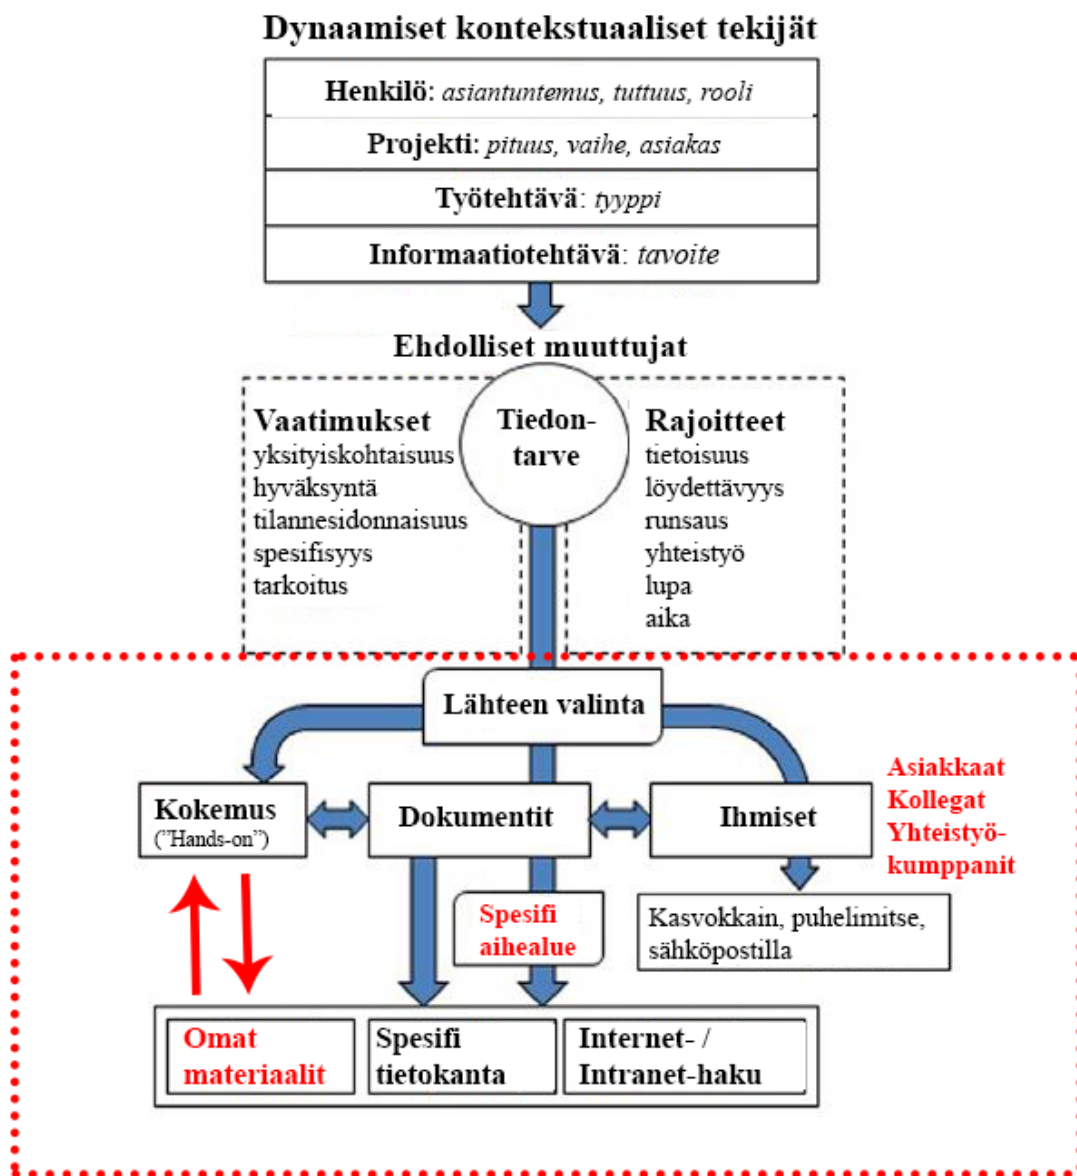 Dynaamiset kontekstuaaliset tekijät
Henkilö: asiantuntemus, tuttuus, rooli
Projekti: pituus, vaihe, asiakas
Työtehtävä: tyyppi
Informaatiotehtävä: tavoite
Ehdolliset muuttujat
Vaatimukset
yksityiskohtaisuus
hyväksyntä
tilannesidonnaisuus
spesifisyys
tarkoitus
Tiedon-
tarve
Rajoitteet
tietoisuus
löydettävyys
runsaus
yhteistyö
lupa
aika
Lähteen valinta
Kokemus
("Hands-on")
Dokumentit
Ihmiset
Asiakkaat
Kollegat
Yhteistyö-
kumppanit
Spesifi
aihealue
Kasvokkain, puhelimitse,
sähköpostilla
Omat
materiaalit
Spesifi
tietokanta
Internet- /
Intranet-haku